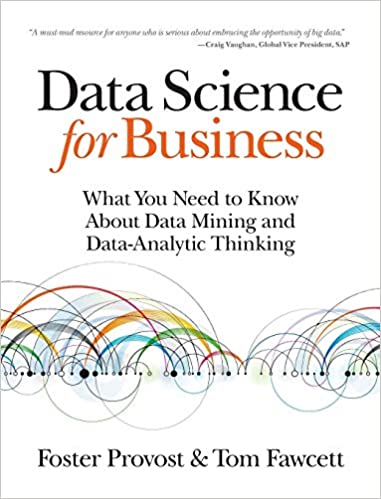 "A must-read resource for anyone who is serious about embracing the opportunity of big data."
—Craig Vaughan, Global Vice President, SAP
Data Science
for Business
What You Need to Know
About Data Mining and
Data-Analytic Thinking
Foster Provost & Tom Fawcett